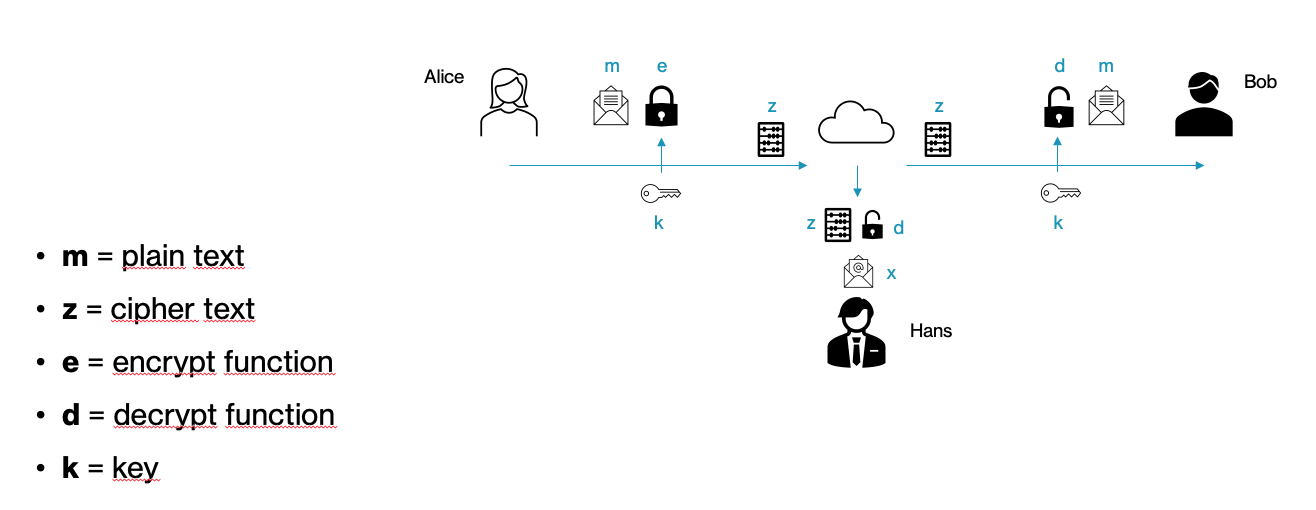 Alice
m
e
z
z
d
m
Bob
k
k
z
d
x
Hans
• m = plain text
• z = cipher text
• e = encrypt function
• d = decrypt function
• k = key